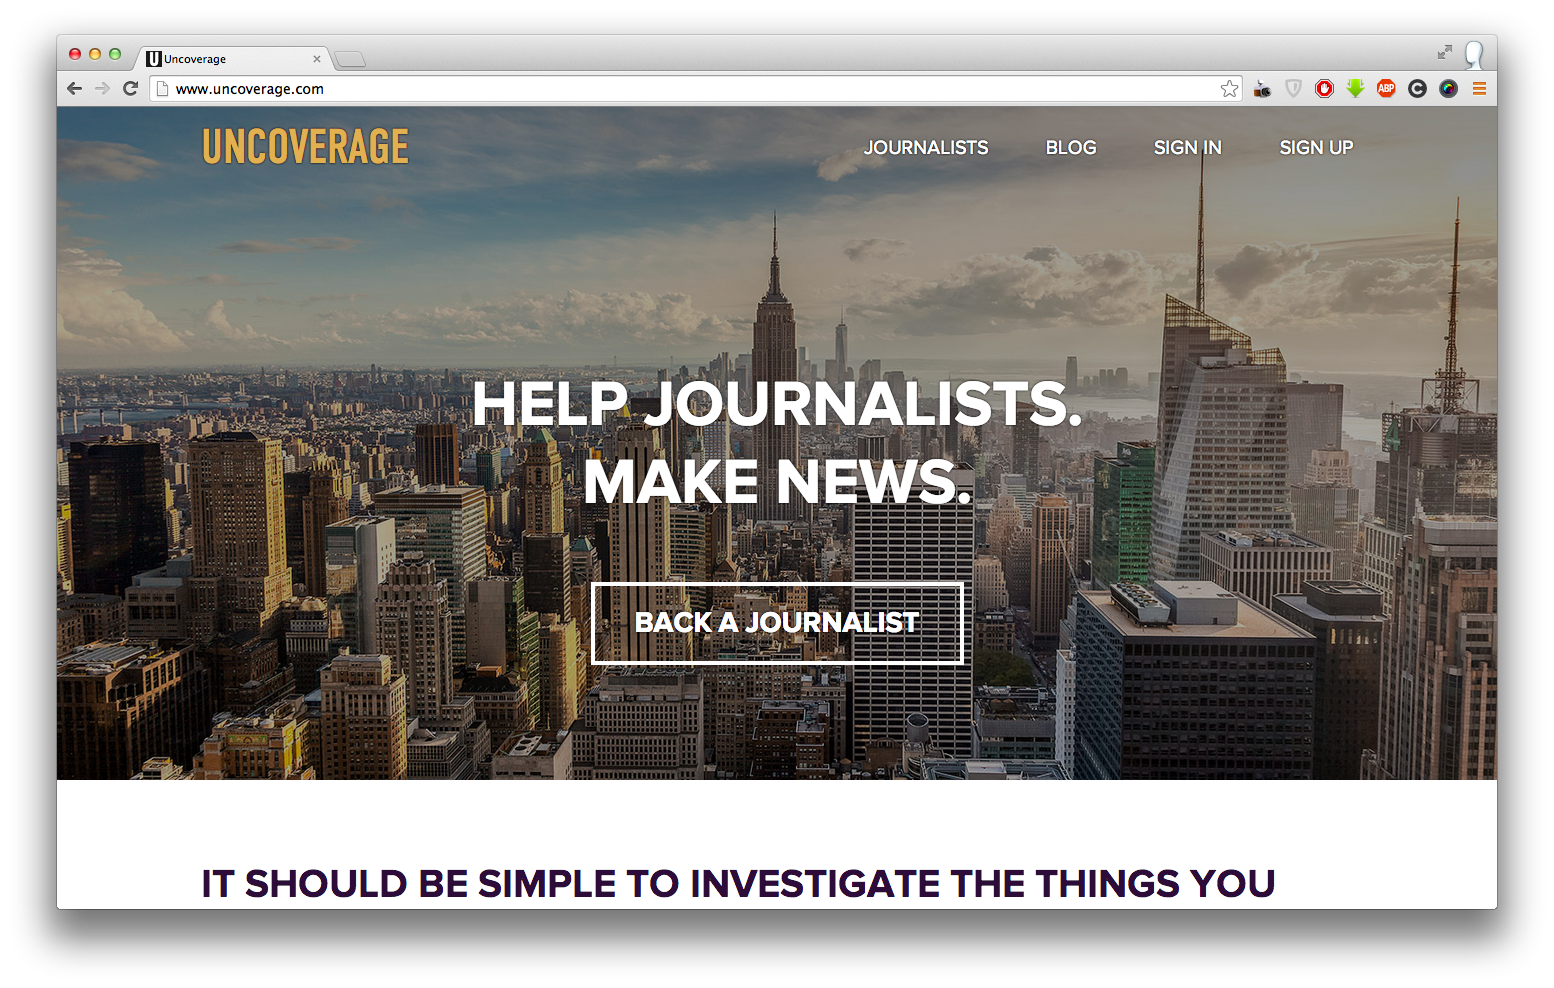 Uncoverage
www.uncoverage.com
ABP
UNCOVERAGE
JOURNALISTS
BLOG
SIGN IN
SIGN UP
HELP JOURNALISTS.
MAKE NEWS.
BACK A JOURNALIST
IT SHOULD BE SIMPLE TO INVESTIGATE THE THINGS YOU